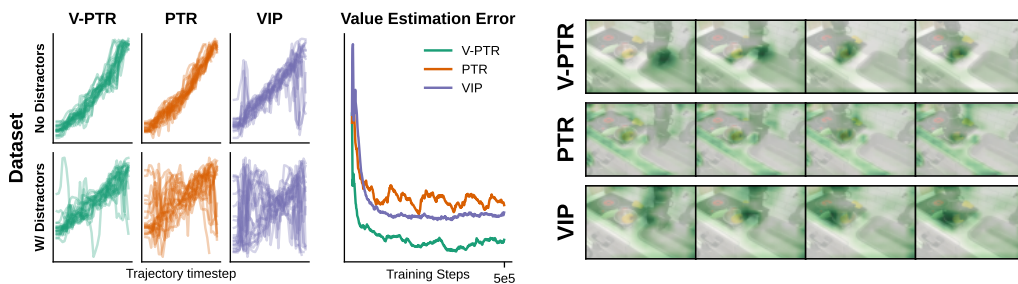 V-PTR
PTR
VIP
Dataset
No Distractors
W/ Distractors
Trajectory timestep
Value Estimation Error
V-PTR
PTR
VIP
Training Steps
5e5
V-PTR
PTR
VIP